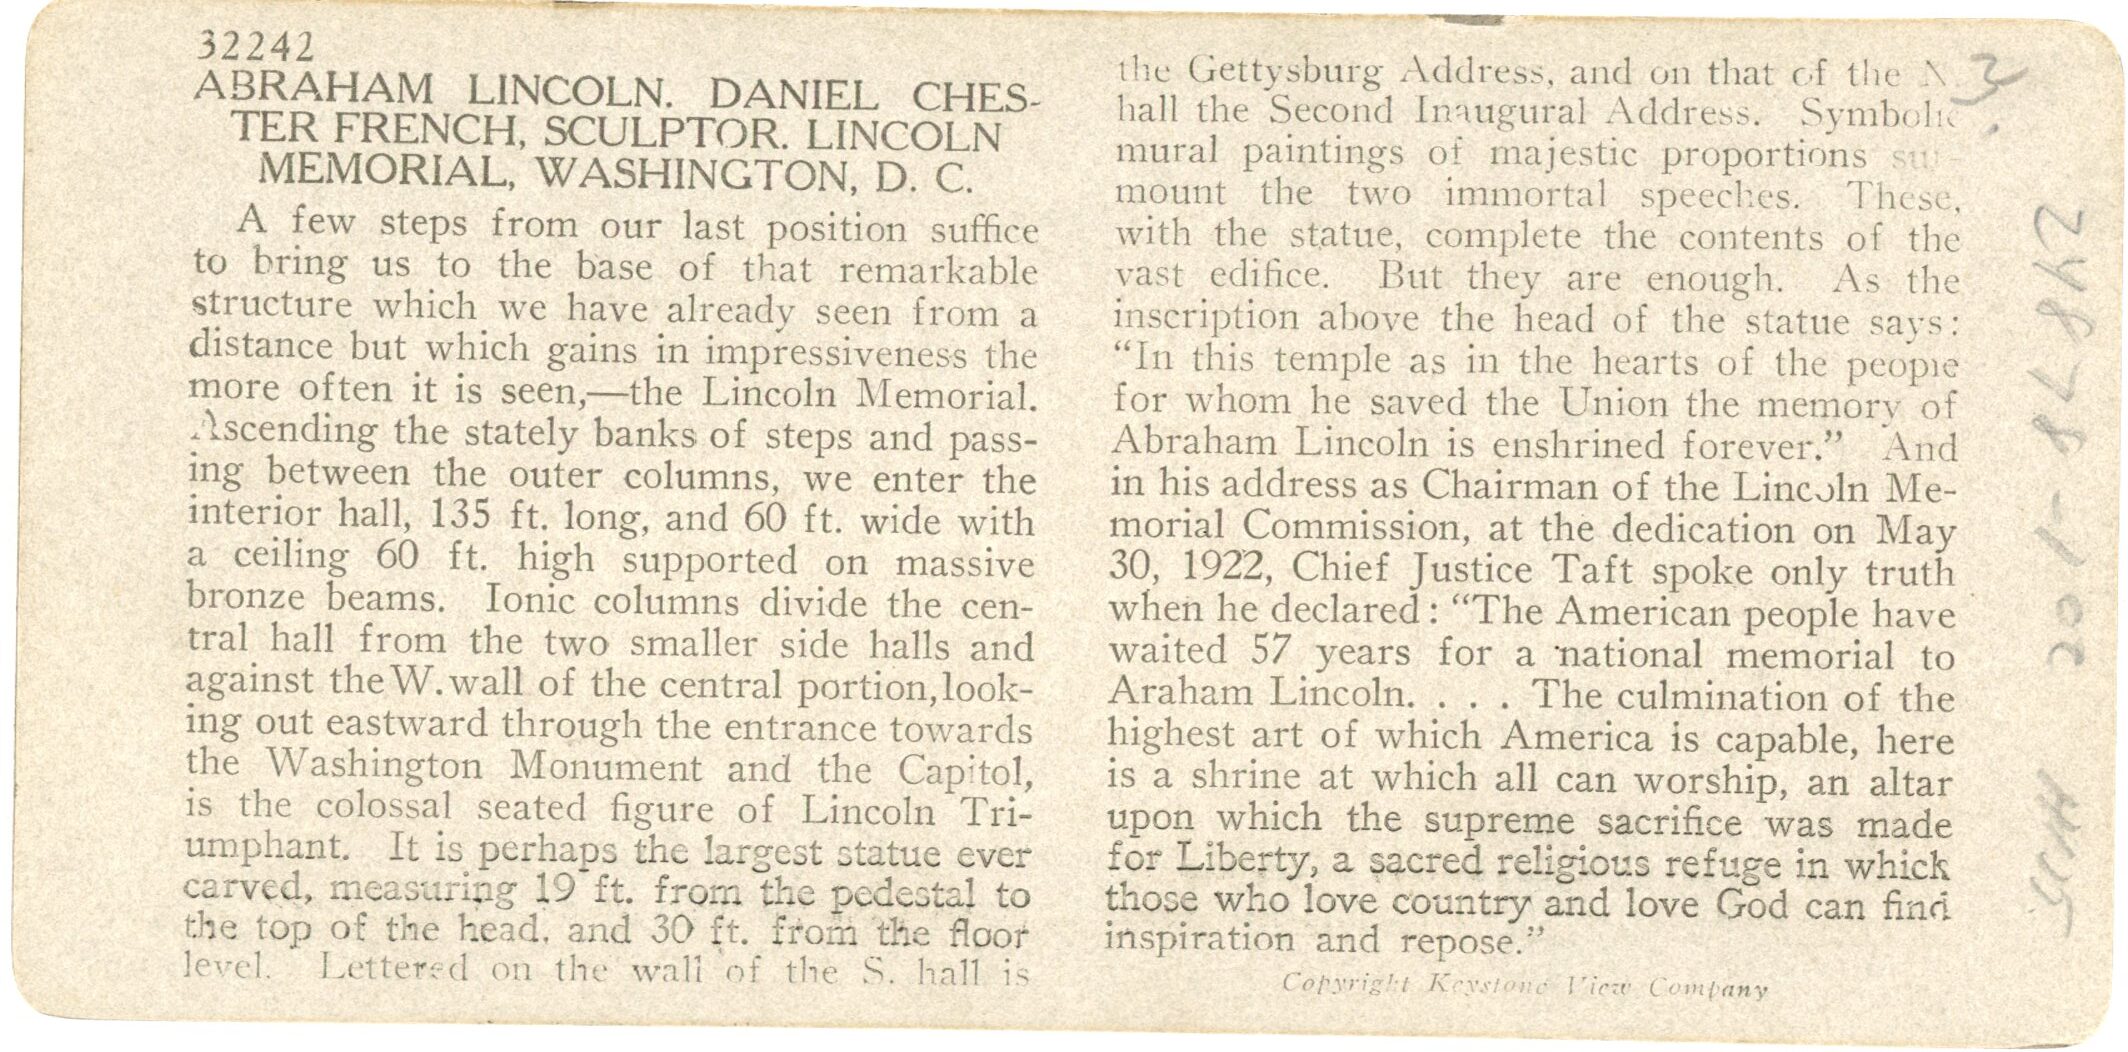 32242
ABRAHAM LINCOLN. DANIEL CHES-
TER FRENCH, SCULPTOR. LINCOLN
MEMORIAL, WASHINGTON, D. C.
A few steps from our last position suffice
to bring us to the base of that remarkable
structure which we have already seen from a
distance but which gains in impressiveness the
more often it is seen,—the Lincoln Memorial.
Ascending the stately banks of steps and pass-
ing between the outer columns, we enter the
interior hall, 135 ft. long, and 60 ft. wide with
a ceiling 60 ft. high supported on massive
bronze beams. Ionic columns divide the cen-
tral hall from the two smaller side halls and
against the W. wall of the central portion, look-
ing out eastward through the entrance towards
the Washington Monument and the Capitol,
is the colossal seated figure of Lincoln Tri-
umphant. It is perhaps the largest statue ever
carved, measuring 19 ft. from the pedestal to
the top of the head, and 30 ft. from the floor
level. Lettered on the wall of the S. hall is
the Gettysburg Address, and on that of the N.
hall the Second Inaugural Address. Symbolic
mural paintings of majestic proportions sur-
mount the two immortal speeches. These,
with the statue, complete the contents of the
vast edifice. But they are enough. As the
inscription above the head of the statue says:
“In this temple as in the hearts of the people
for whom he saved the Union the memory of
Abraham Lincoln is enshrined forever.” And
in his address as Chairman of the Lincoln Me-
morial Commission, at the dedication on May
30, 1922, Chief Justice Taft spoke only truth
when he declared: “The American people have
waited 57 years for a national memorial to
Araham Lincoln. . . . The culmination of the
highest art of which America is capable, here
is a shrine at which all can worship, an altar
upon which the supreme sacrifice was made
for Liberty, a sacred religious refuge in which
those who love country and love God can find
inspiration and repose.”
Copyright Keystone View Company
3